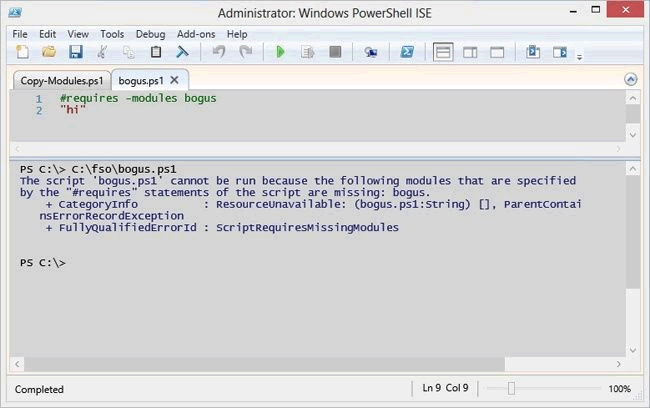 Administrator: Windows PowerShell ISE
File Edit View Tools Debug Add-ons Help
Copy-Modules.ps1 bogus.ps1
1 #requires -modules bogus
2 "hi"
PS C:\> C:\fso\bogus.ps1
The script 'bogus.ps1' cannot be run because the following modules that are specified
by the "#requires" statements of the script are missing: bogus.
+ CategoryInfo : ResourceUnavailable: (bogus.ps1:String) [], ParentContai
nsErrorRecordException
+ FullyQualifiedErrorId : ScriptRequiresMissingModules
PS C:\>
Completed Ln 9 Col 9 100%